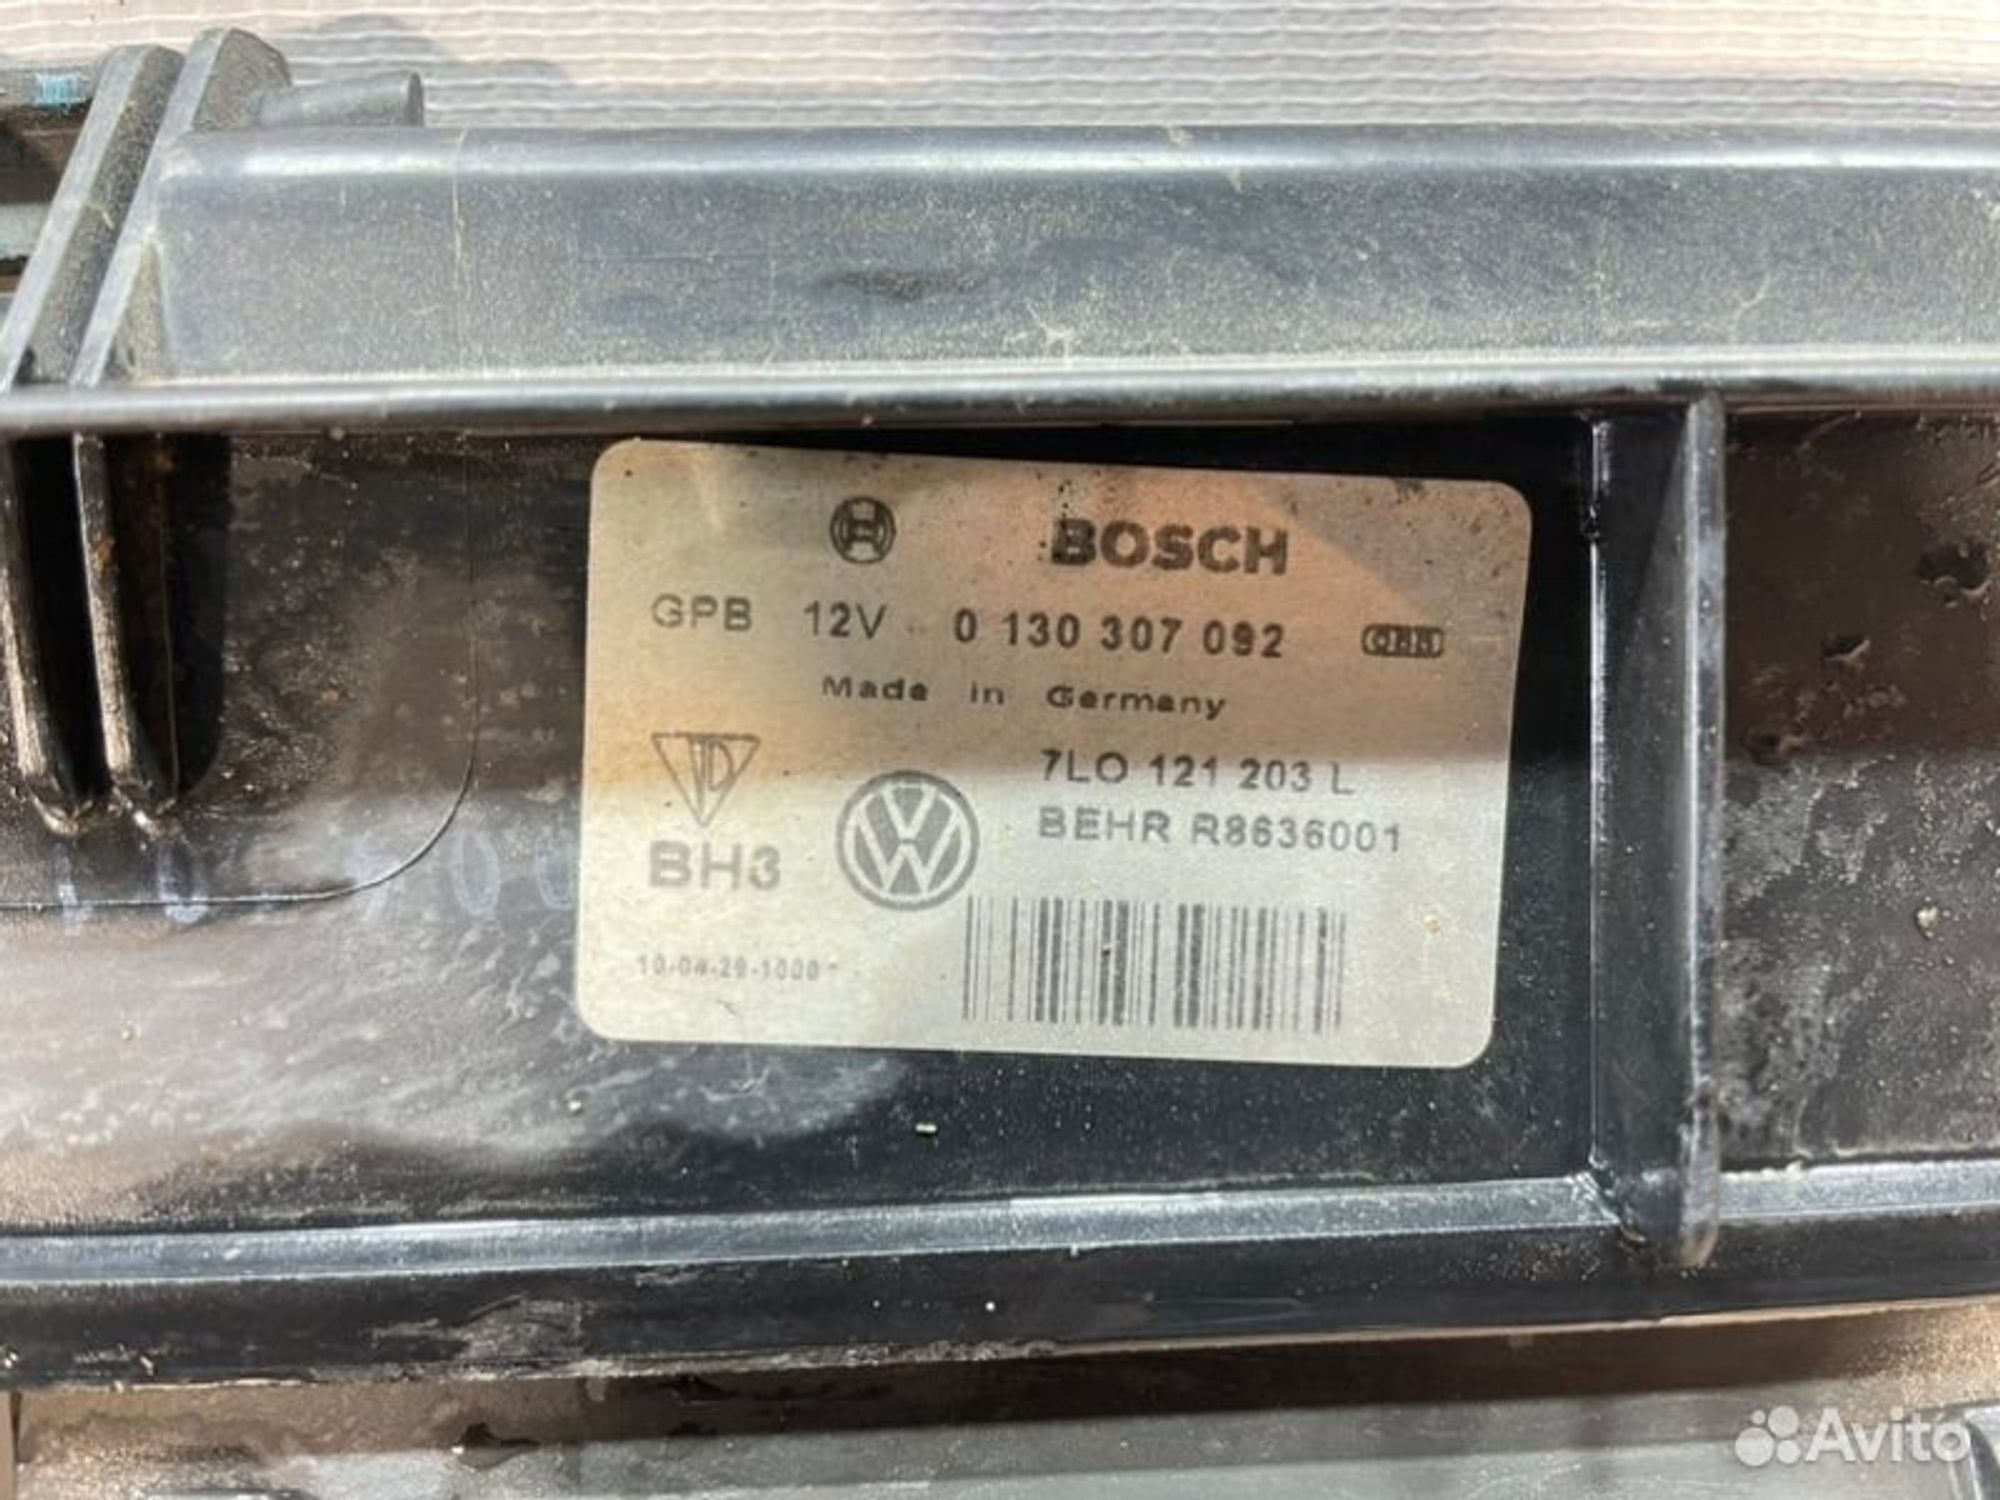 BOSCH
GPB 12V 0 130 307 092
Made in Germany
7LO 121 203 L
BEHR R8636001
BH3
Avito